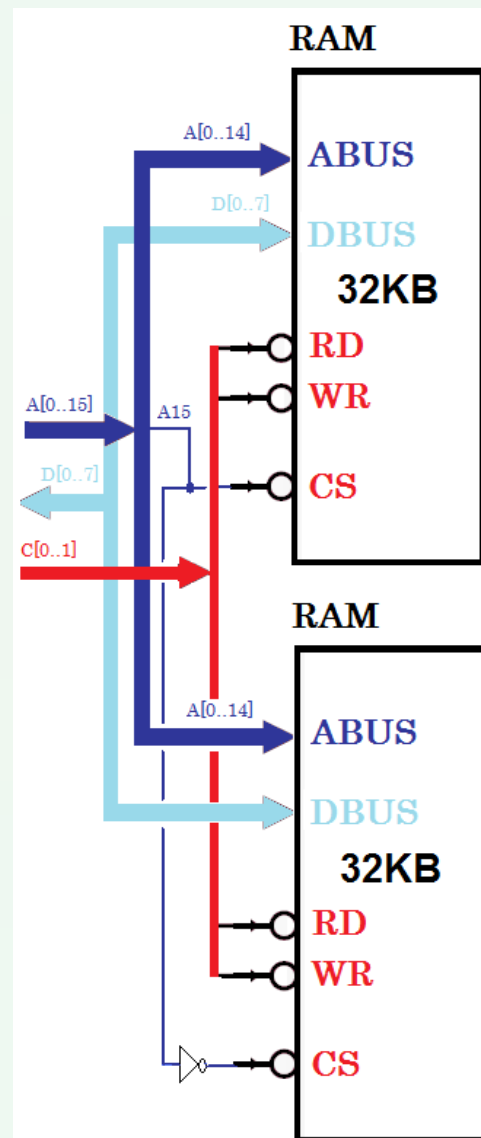 RAM
A[0..14]
ABUS
D[0..7]
DBUS
32KB
RD
A[0..15]
A15
WR
D[0..7]
CS
C[0..1]
RAM
A[0..14]
ABUS
DBUS
32KB
RD
WR
CS